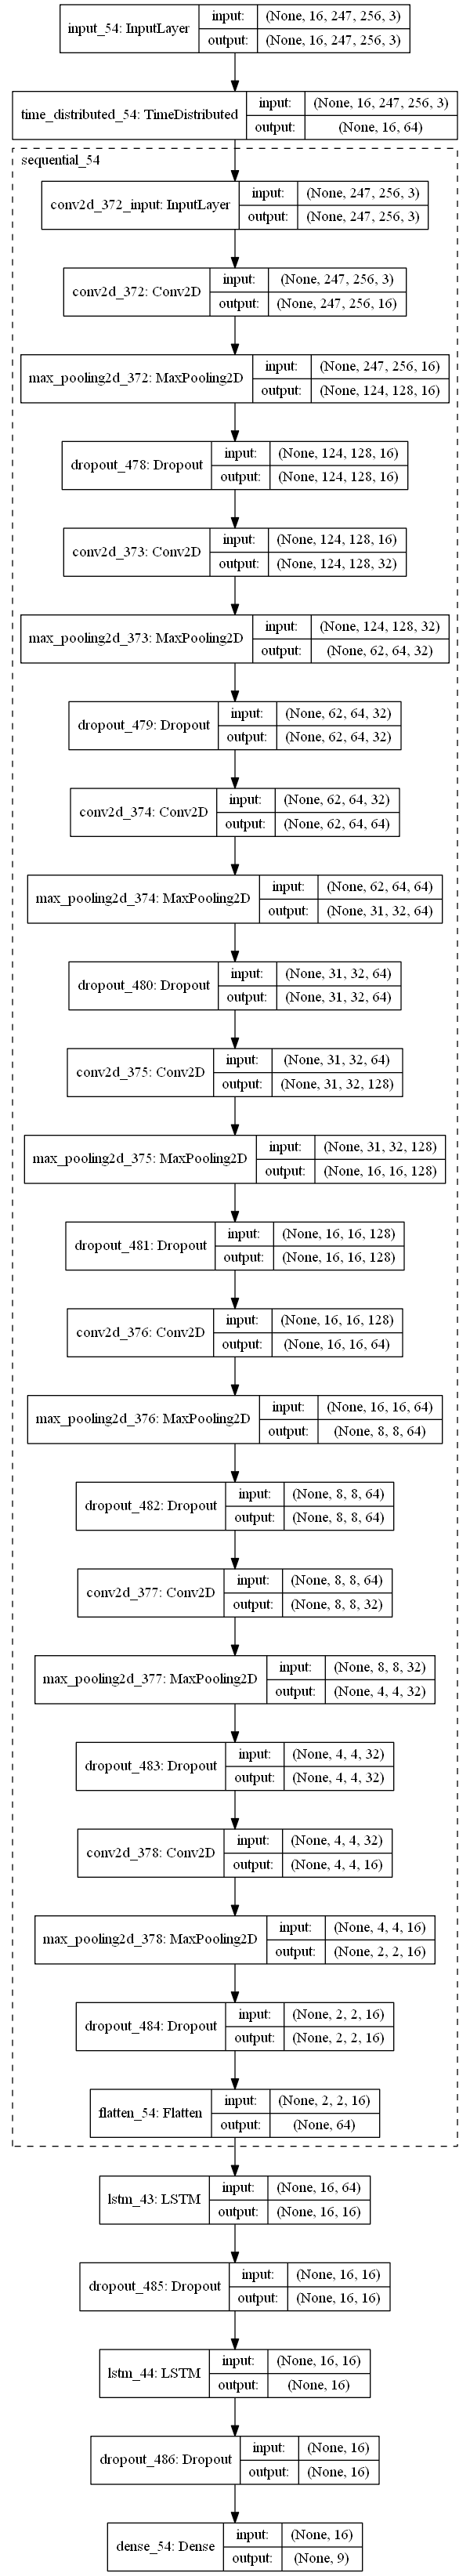 input_54: InputLayer
input: (None, 16, 247, 256, 3)
output: (None, 16, 247, 256, 3)
time_distributed_54: TimeDistributed
input: (None, 16, 247, 256, 3)
output: (None, 16, 64)
sequential_54
conv2d_372_input: InputLayer
input: (None, 247, 256, 3)
output: (None, 247, 256, 3)
conv2d_372: Conv2D
input: (None, 247, 256, 3)
output: (None, 247, 256, 16)
max_pooling2d_372: MaxPooling2D
input: (None, 247, 256, 16)
output: (None, 124, 128, 16)
dropout_478: Dropout
input: (None, 124, 128, 16)
output: (None, 124, 128, 16)
conv2d_373: Conv2D
input: (None, 124, 128, 16)
output: (None, 124, 128, 32)
max_pooling2d_373: MaxPooling2D
input: (None, 124, 128, 32)
output: (None, 62, 64, 32)
dropout_479: Dropout
input: (None, 62, 64, 32)
output: (None, 62, 64, 32)
conv2d_374: Conv2D
input: (None, 62, 64, 32)
output: (None, 62, 64, 64)
max_pooling2d_374: MaxPooling2D
input: (None, 62, 64, 64)
output: (None, 31, 32, 64)
dropout_480: Dropout
input: (None, 31, 32, 64)
output: (None, 31, 32, 64)
conv2d_375: Conv2D
input: (None, 31, 32, 64)
output: (None, 31, 32, 128)
max_pooling2d_375: MaxPooling2D
input: (None, 31, 32, 128)
output: (None, 16, 16, 128)
dropout_481: Dropout
input: (None, 16, 16, 128)
output: (None, 16, 16, 128)
conv2d_376: Conv2D
input: (None, 16, 16, 128)
output: (None, 16, 16, 64)
max_pooling2d_376: MaxPooling2D
input: (None, 16, 16, 64)
output: (None, 8, 8, 64)
dropout_482: Dropout
input: (None, 8, 8, 64)
output: (None, 8, 8, 64)
conv2d_377: Conv2D
input: (None, 8, 8, 64)
output: (None, 8, 8, 32)
max_pooling2d_377: MaxPooling2D
input: (None, 8, 8, 32)
output: (None, 4, 4, 32)
dropout_483: Dropout
input: (None, 4, 4, 32)
output: (None, 4, 4, 32)
conv2d_378: Conv2D
input: (None, 4, 4, 32)
output: (None, 4, 4, 16)
max_pooling2d_378: MaxPooling2D
input: (None, 4, 4, 16)
output: (None, 2, 2, 16)
dropout_484: Dropout
input: (None, 2, 2, 16)
output: (None, 2, 2, 16)
flatten_54: Flatten
input: (None, 2, 2, 16)
output: (None, 64)
lstm_43: LSTM
input: (None, 16, 64)
output: (None, 16, 16)
dropout_485: Dropout
input: (None, 16, 16)
output: (None, 16, 16)
lstm_44: LSTM
input: (None, 16, 16)
output: (None, 16)
dropout_486: Dropout
input: (None, 16)
output: (None, 16)
dense_54: Dense
input: (None, 16)
output: (None, 9)